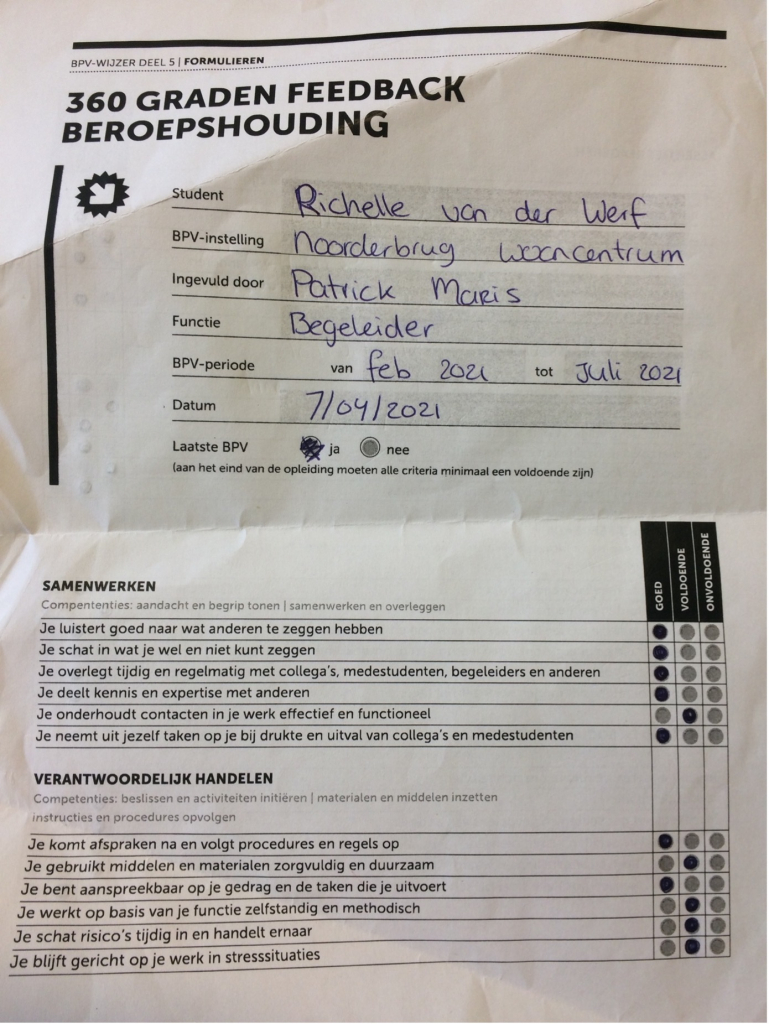 BPV-WIJZER DEEL 5 | FORMULIEREN
360 GRADEN FEEDBACK
BEROEPSHOUDING
Student Richelle van der Werf
BPV-instelling Noorderbrug wooncentrum
Ingevuld door Patrick Maris
Functie Begeleider
BPV-periode van feb 2021 tot Juli 2021
Datum 7/04/2021
Laatste BPV ja nee
(aan het eind van de opleiding moeten alle criteria minimaal een voldoende zijn)
GOED VOLDOENDE ONVOLDOENDE
SAMENWERKEN
Compententies: aandacht en begrip tonen | samenwerken en overleggen
Je luistert goed naar wat anderen te zeggen hebben
Je schat in wat je wel en niet kunt zeggen
Je overlegt tijdig en regelmatig met collega's, medestudenten, begeleiders en anderen
Je deelt kennis en expertise met anderen
Je onderhoudt contacten in je werk effectief en functioneel
Je neemt uit jezelf taken op je bij drukte en uitval van collega's en medestudenten
VERANTWOORDELIJK HANDELEN
Competenties: beslissen en activiteiten initiëren | materialen en middelen inzetten
instructies en procedures opvolgen
Je komt afspraken na en volgt procedures en regels op
Je gebruikt middelen en materialen zorgvuldig en duurzaam
Je bent aanspreekbaar op je gedrag en de taken die je uitvoert
Je werkt op basis van je functie zelfstandig en methodisch
Je schat risico's tijdig in en handelt ernaar
Je blijft gericht op je werk in stresssituaties